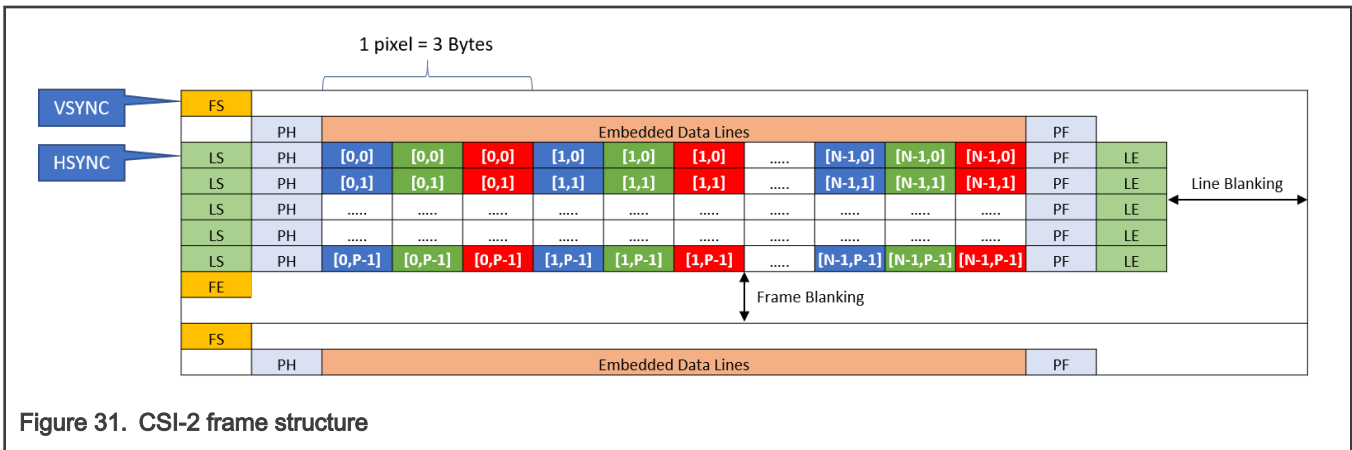 1 pixel = 3 Bytes
VSYNC
FS
PH Embedded Data Lines PF
HSYNC
LS PH [0,0] [0,0] [0,0] [1,0] [1,0] [1,0] ..... [N-1,0] [N-1,0] [N-1,0] PF LE
LS PH [0,1] [0,1] [0,1] [1,1] [1,1] [1,1] ..... [N-1,1] [N-1,1] [N-1,1] PF LE
Line Blanking
LS PH ..... ..... ..... ..... ..... ..... ..... ..... ..... ..... PF LE
LS PH ..... ..... ..... ..... ..... ..... ..... ..... ..... ..... PF LE
LS PH [0,P-1] [0,P-1] [0,P-1] [1,P-1] [1,P-1] [1,P-1] ..... [N-1,P-1] [N-1,P-1] [N-1,P-1] PF LE
FE
Frame Blanking
FS
PH Embedded Data Lines PF
Figure 31. CSI-2 frame structure